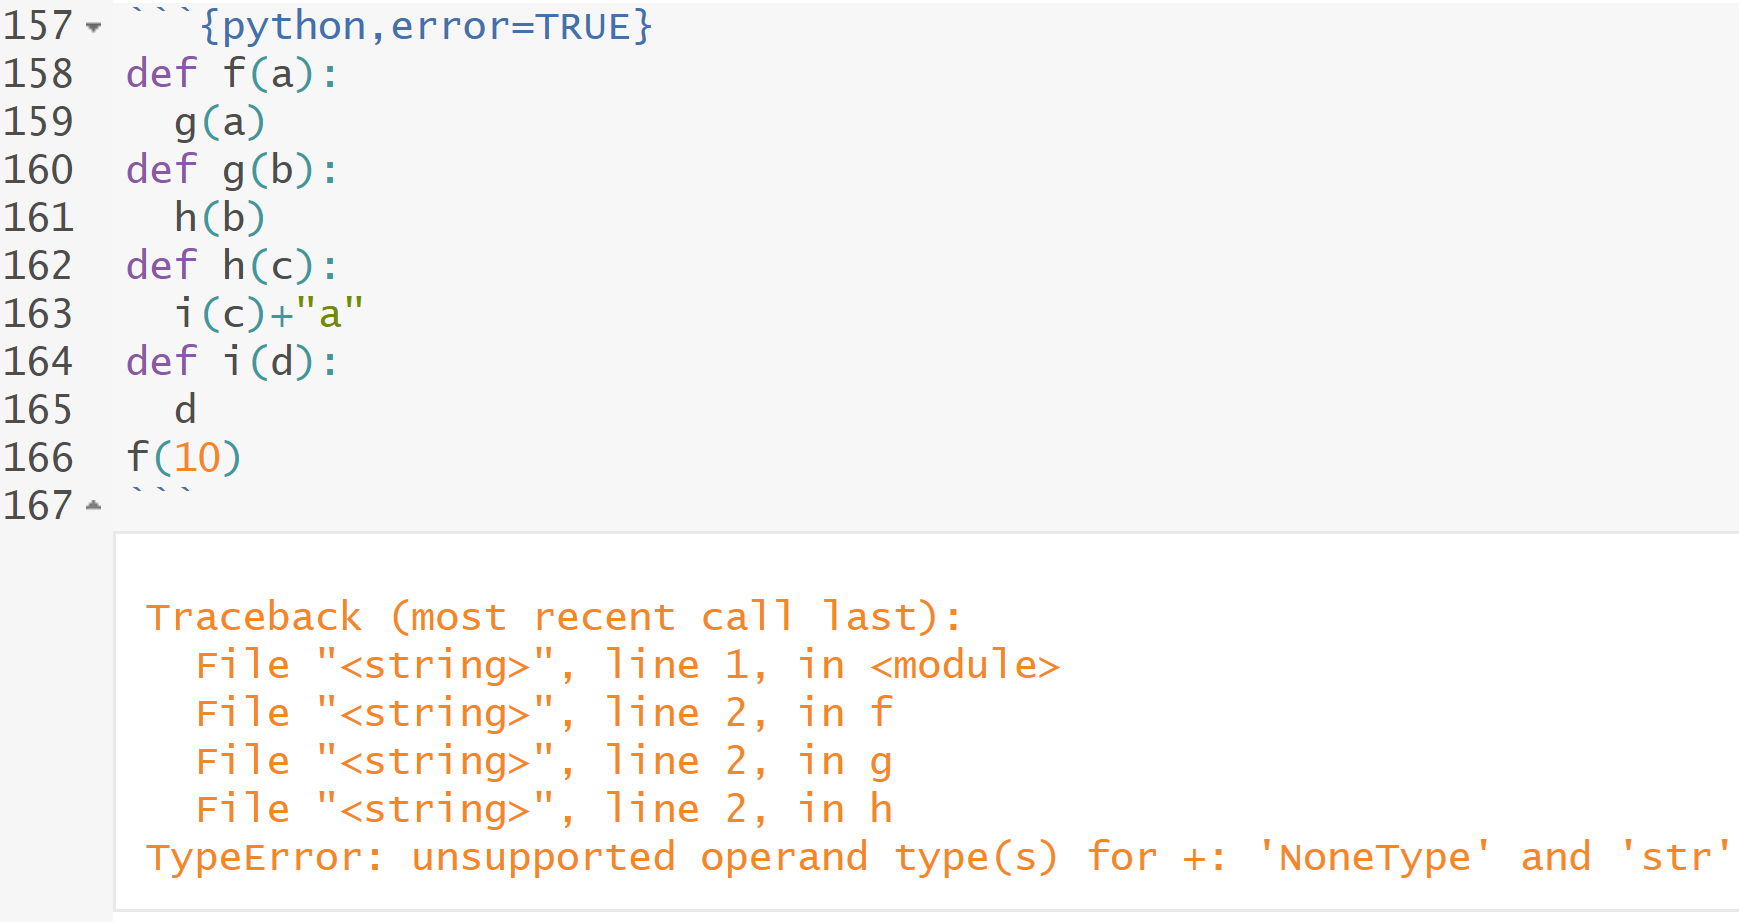 157 ```{python,error=TRUE}
158 def f(a):
159   g(a)
160 def g(b):
161   h(b)
162 def h(c):
163   i(c)+"a"
164 def i(d):
165   d
166 f(10)
167 ```
Traceback (most recent call last):
  File "<string>", line 1, in <module>
  File "<string>", line 2, in f
  File "<string>", line 2, in g
  File "<string>", line 2, in h
TypeError: unsupported operand type(s) for +: 'NoneType' and 'str'